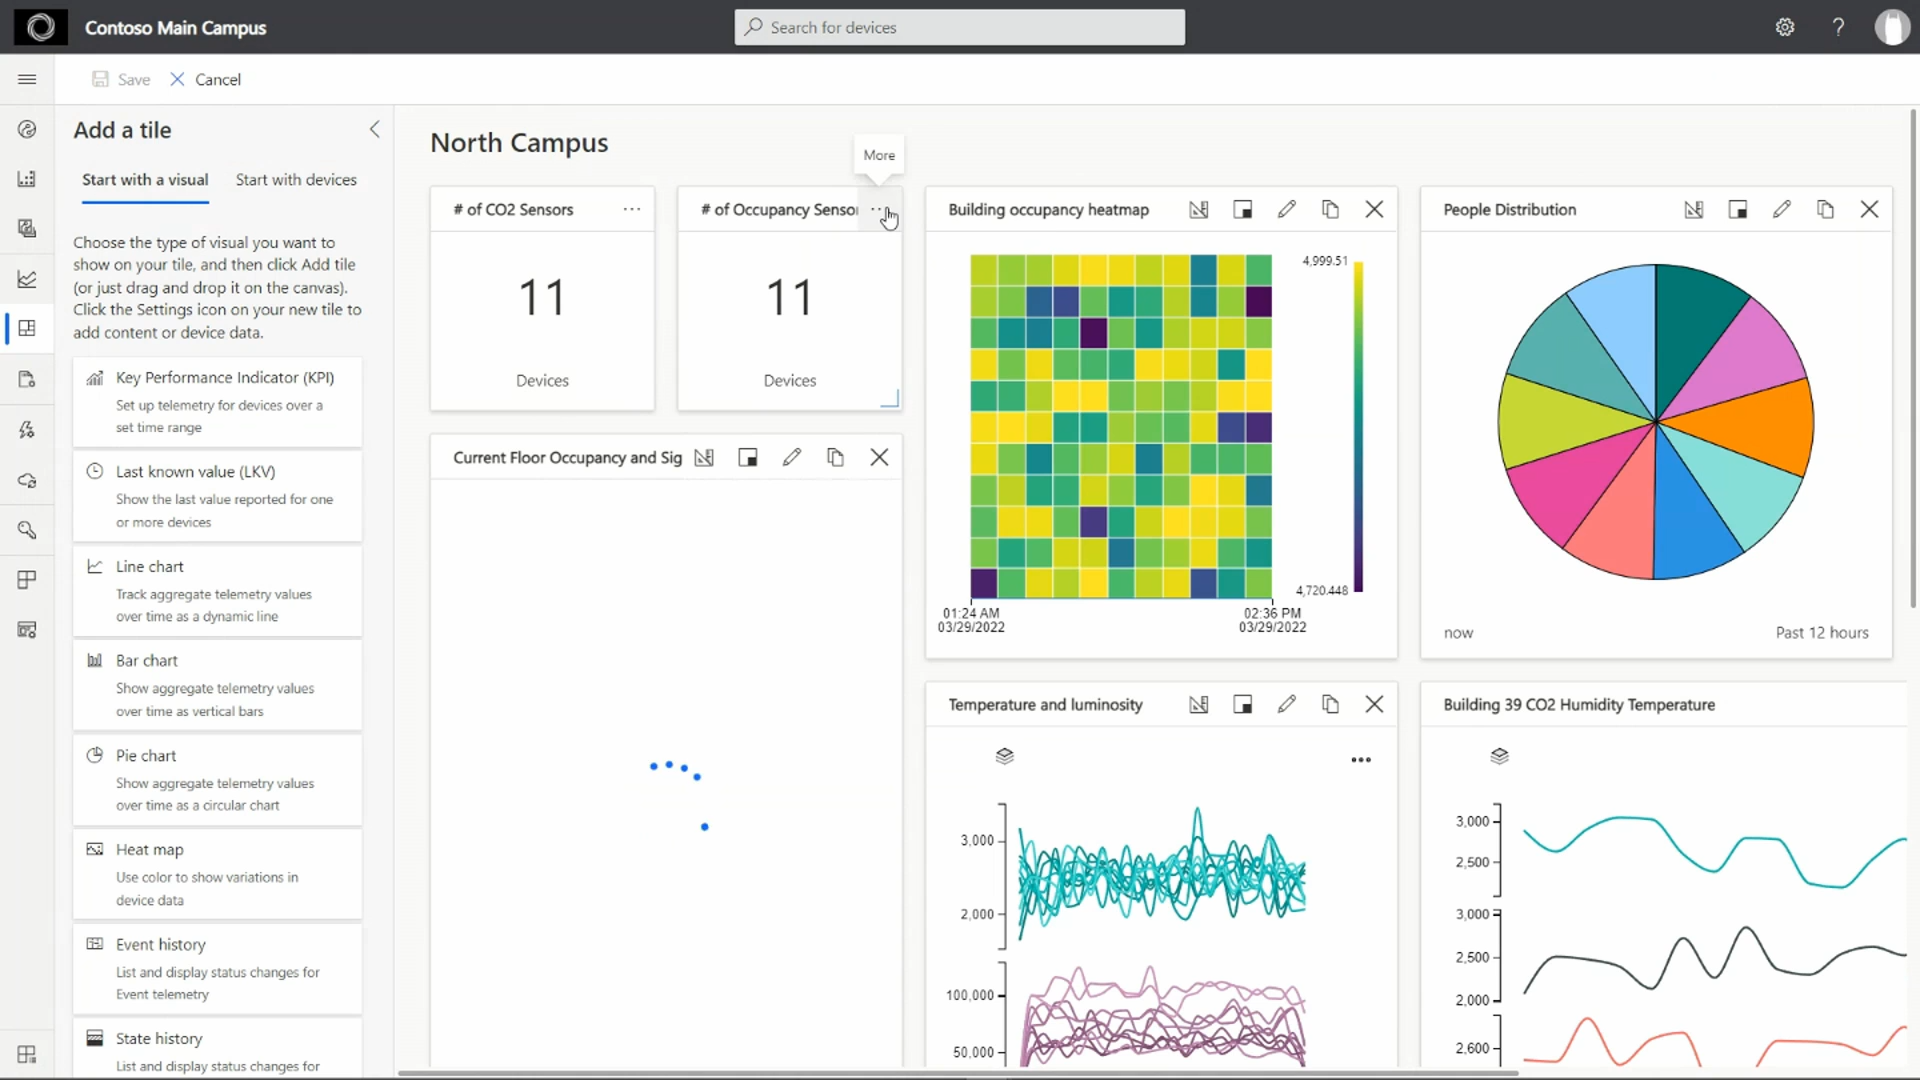 Contoso Main Campus
Search for devices
Save
Cancel
Add a tile
Start with a visual
Start with devices
Choose the type of visual you want to
show on your tile, and then click Add tile
(or just drag and drop it on the canvas).
Click the Settings icon on your new tile to
add content or device data.
Key Performance Indicator (KPI)
Set up telemetry for devices over a
set time range
Last known value (LKV)
Show the last value reported for one
or more devices
Line chart
Track aggregate telemetry values
over time as a dynamic line
Bar chart
Show aggregate telemetry values
over time as vertical bars
Pie chart
Show aggregate telemetry values
over time as a circular chart
Heat map
Use color to show variations in
device data
Event history
List and display status changes for
Event telemetry
State history
List and display status changes for
North Campus
More
# of CO2 Sensors
11
Devices
# of Occupancy Sensor
11
Devices
Current Floor Occupancy and Sig
Building occupancy heatmap
4,999.51
4,720.448
01:24 AM
03/29/2022
02:36 PM
03/29/2022
People Distribution
now
Past 12 hours
Temperature and luminosity
3,000
2,000
100,000
50,000
Building 39 CO2 Humidity Temperature
3,000
2,500
3,000
2,500
2,000
2,600